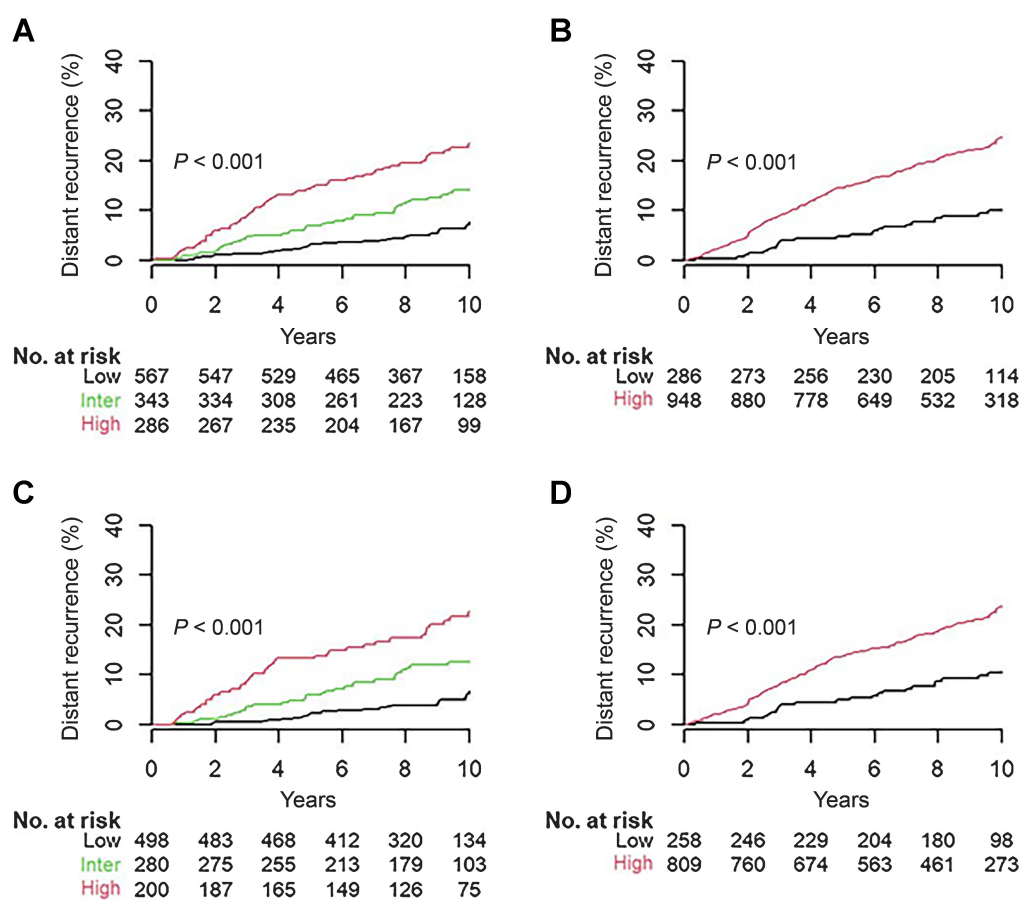 A
Distant recurrence (%)
40
30
20
10
0
P < 0.001
0 2 4 6 8 10
Years
No. at risk
Low 567 547 529 465 367 158
Inter 343 334 308 261 223 128
High 286 267 235 204 167 99
B
Distant recurrence (%)
40
30
20
10
0
P < 0.001
0 2 4 6 8 10
Years
No. at risk
Low 286 273 256 230 205 114
High 948 880 778 649 532 318
C
Distant recurrence (%)
40
30
20
10
0
P < 0.001
0 2 4 6 8 10
Years
No. at risk
Low 498 483 468 412 320 134
Inter 280 275 255 213 179 103
High 200 187 165 149 126 75
D
Distant recurrence (%)
40
30
20
10
0
P < 0.001
0 2 4 6 8 10
Years
No. at risk
Low 258 246 229 204 180 98
High 809 760 674 563 461 273